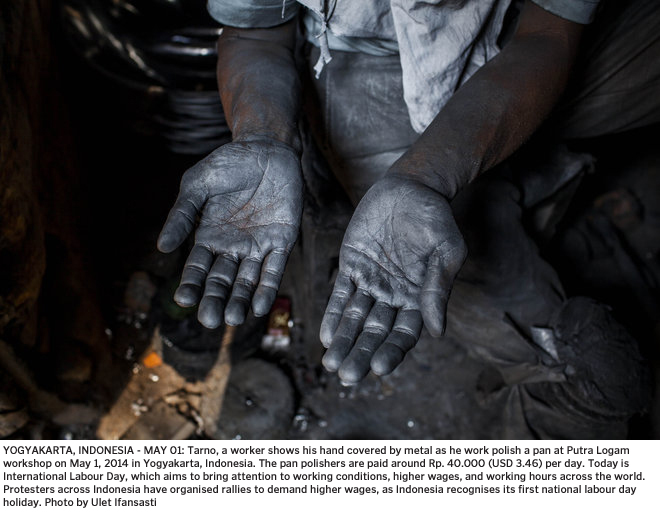 YOGYAKARTA, INDONESIA - MAY 01: Tarno, a worker shows his hand covered by metal as he work polish a pan at Putra Logam
workshop on May 1, 2014 in Yogyakarta, Indonesia. The pan polishers are paid around Rp. 40.000 (USD 3.46) per day. Today is
International Labour Day, which aims to bring attention to working conditions, higher wages, and working hours across the world.
Protesters across Indonesia have organised rallies to demand higher wages, as Indonesia recognises its first national labour day
holiday. Photo by Ulet Ifansasti